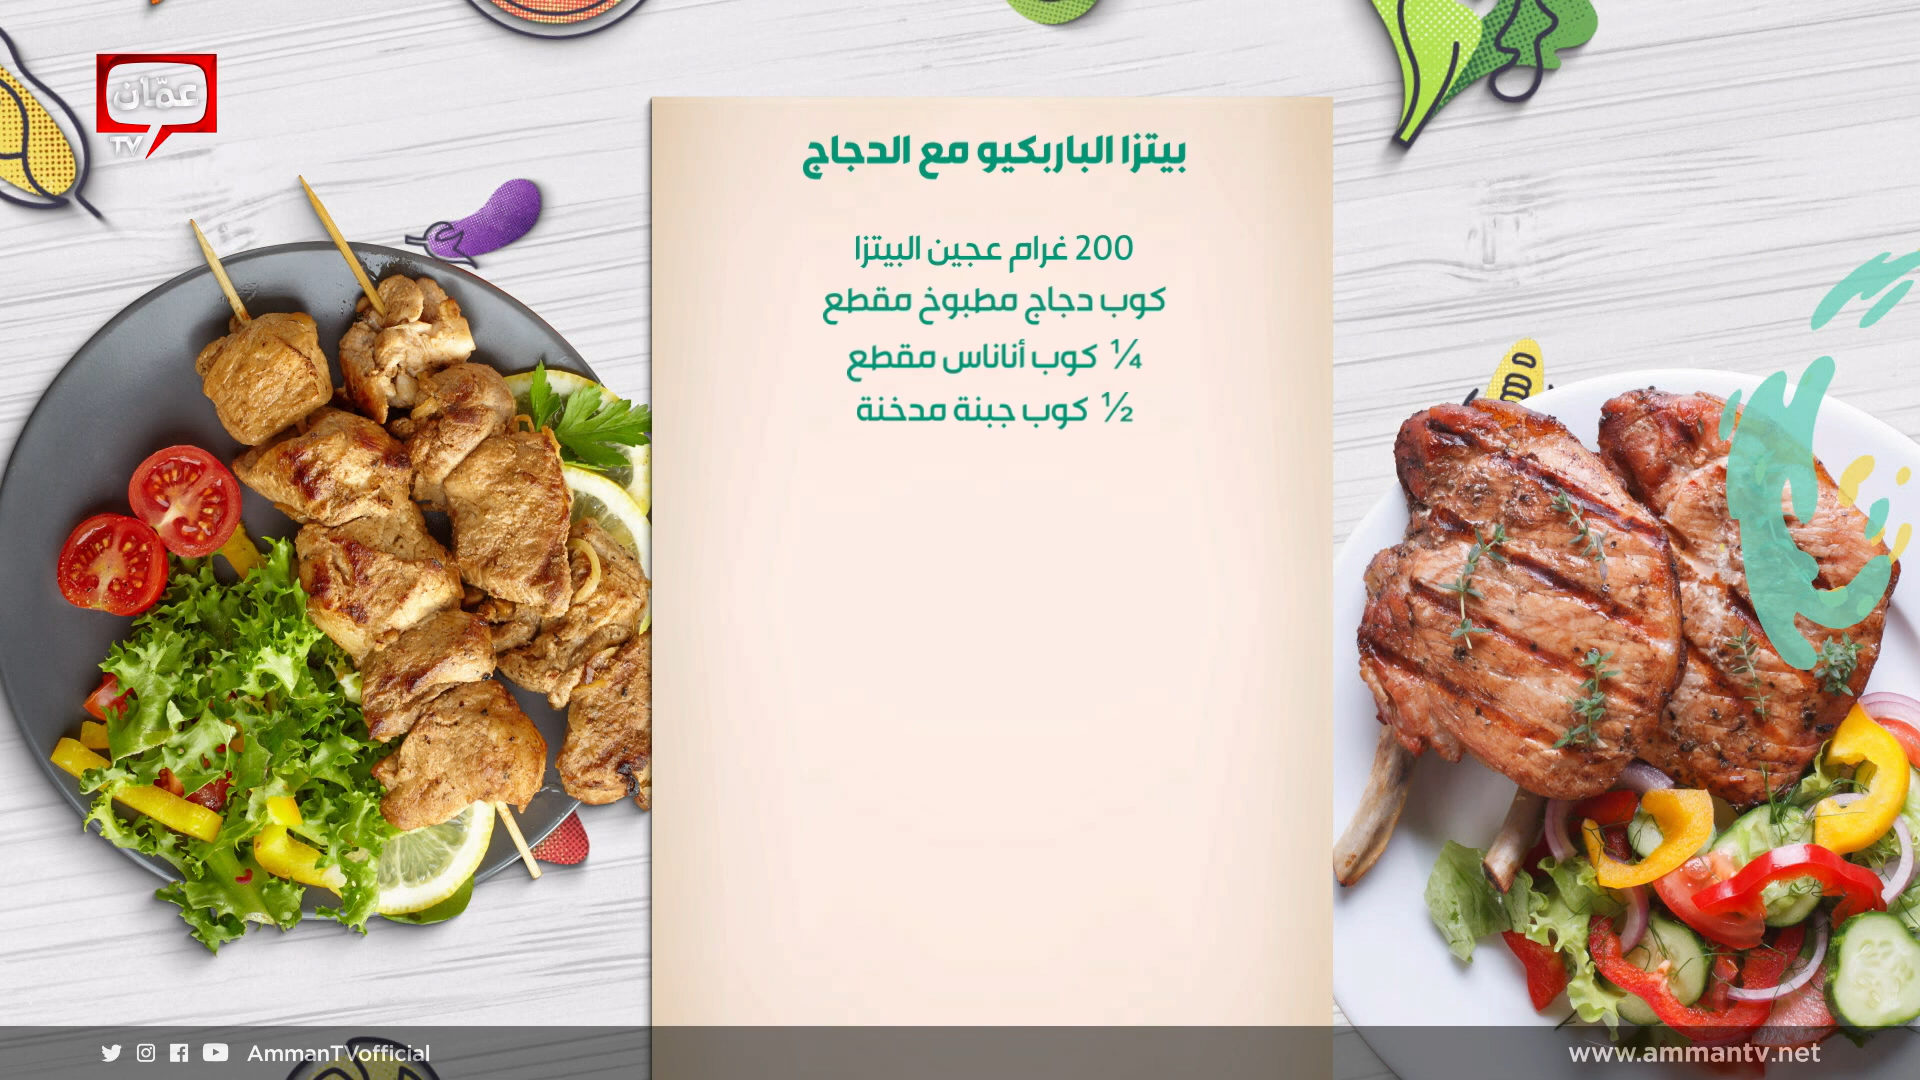 عمّان
TV
بيتزا الباربكيو مع الدجاج
200 غرام عجين البيتزا
كوب دجاج مطبوخ مقطع
¼ كوب أناناس مقطع
½ كوب جبنة مدخنة
AmmanTVofficial
www.ammantv.net